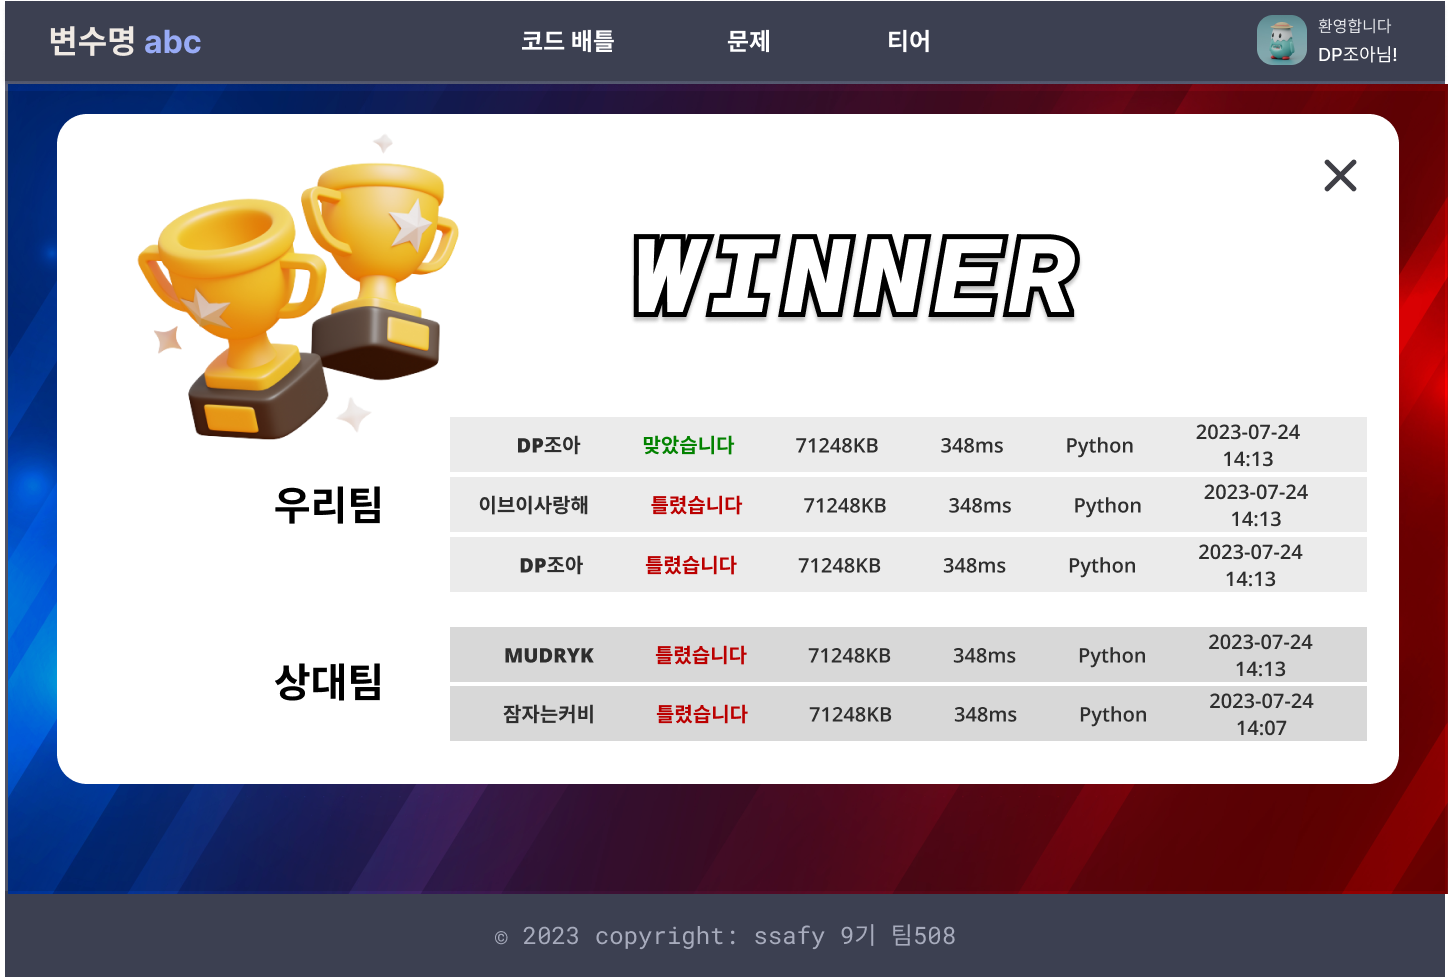 변수명 abc
코드 배틀 문제 티어
환영합니다
DP조아님!
WINNER
우리팀
DP조아 맞았습니다 71248KB 348ms Python 2023-07-24 14:13
이브이사랑해 틀렸습니다 71248KB 348ms Python 2023-07-24 14:13
DP조아 틀렸습니다 71248KB 348ms Python 2023-07-24 14:13
상대팀
MUDRYK 틀렸습니다 71248KB 348ms Python 2023-07-24 14:13
잠자는커비 틀렸습니다 71248KB 348ms Python 2023-07-24 14:07
© 2023 copyright: ssafy 9기 팀508